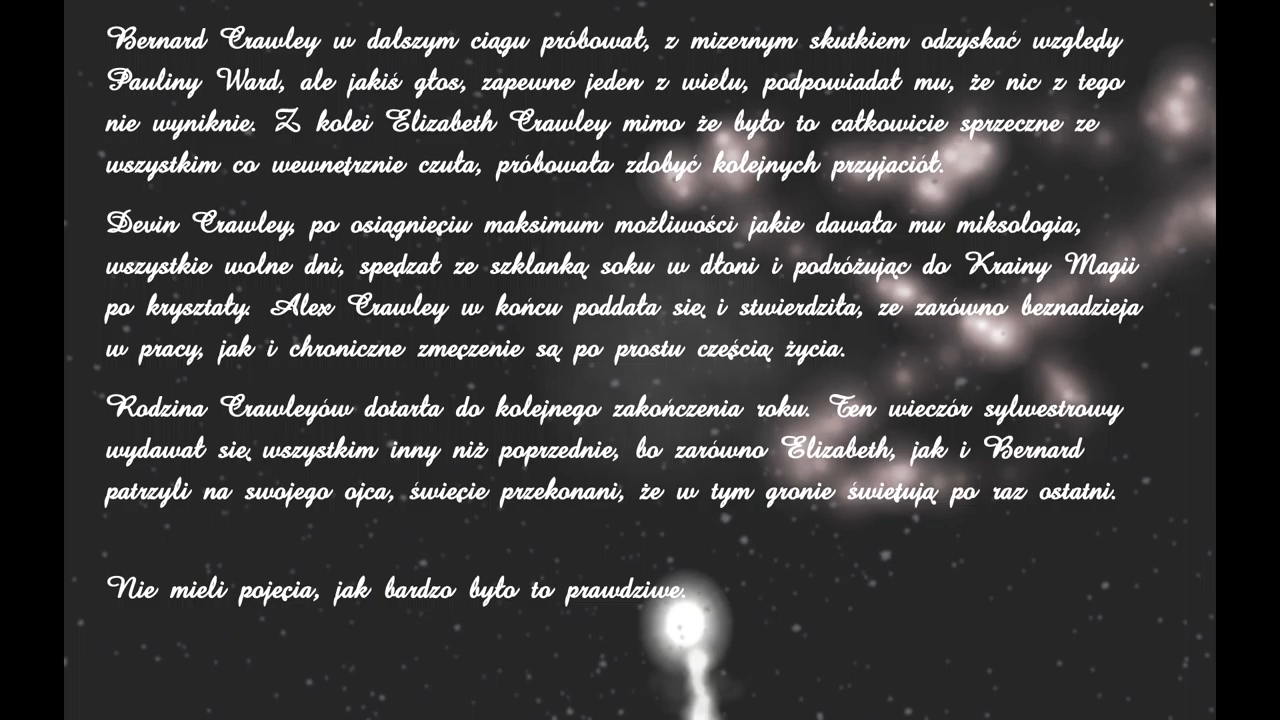 Bernard Crawley w dalszym ciągu próbował, z mizernym skutkiem odzyskać względy
Pauliny Ward, ale jakiś głos, zapewne jeden z wielu, podpowiadał mu, że nic z tego
nie wyniknie. Z kolei Elizabeth Crawley mimo że było to całkowicie sprzeczne ze
wszystkim co wewnętrznie czuła, próbowała zdobyć kolejnych przyjaciół.
Devin Crawley, po osiągnięciu maksimum możliwości jakie dawała mu miksologia,
wszystkie wolne dni, spędzał ze szklanką soku w dłoni i podróżując do Krainy Magii
po kryształy. Alex Crawley w końcu poddała się i stwierdziła, ze zarówno beznadzieja
w pracy, jak i chroniczne zmęczenie są po prostu częścią życia.
Rodzina Crawleyów dotarła do kolejnego zakończenia roku. Ten wieczór sylwestrowy
wydawał się wszystkim inny niż poprzednie, bo zarówno Elizabeth, jak i Bernard
patrzyli na swojego ojca, święcie przekonani, że w tym gronie świętują po raz ostatni.
Nie mieli pojęcia, jak bardzo było to prawdziwe.